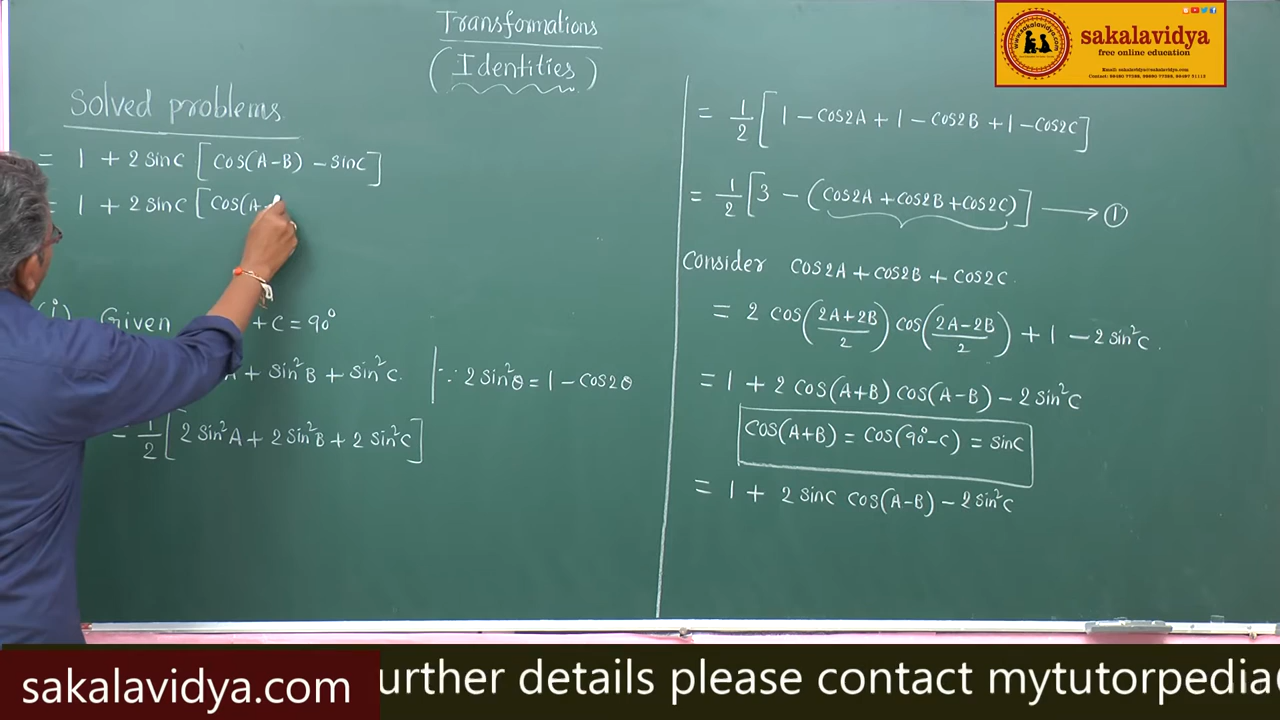 Transformations
(Identities)
sakalavidya
free online education
Solved problems
= 1 + 2 sinC [cos(A-B) - sinC]
= 1 + 2 sinC [cos(A-
(i) Given + C = 90°
A + sin²B + sin²C.
∵ 2 sin²θ = 1 - cos2θ
= 1/2 [2 sin²A + 2 sin²B + 2 sin²C]
= 1/2 [1 - cos2A + 1 - cos2B + 1 - cos2C]
= 1/2 [3 - (cos2A + cos2B + cos2C)] → ①
Consider cos2A + cos2B + cos2C.
= 2 cos((2A+2B)/2) cos((2A-2B)/2) + 1 - 2 sin²C.
= 1 + 2 cos(A+B) cos(A-B) - 2 sin²C
cos(A+B) = cos(90°-C) = sinC
= 1 + 2 sinC cos(A-B) - 2 sin²C
sakalavidya.com
urther details please contact mytutorpedia